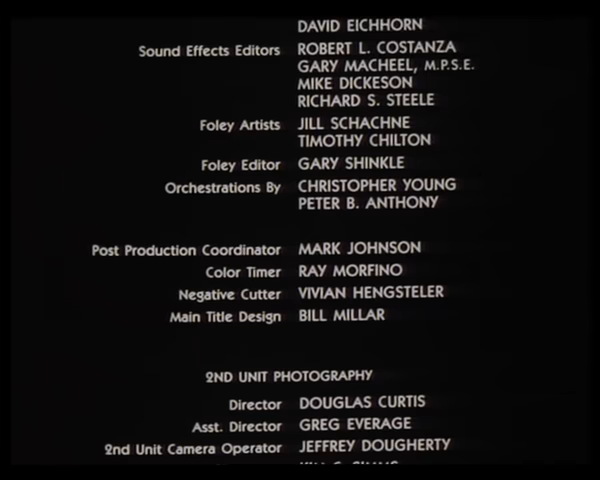 DAVID EICHHORN
Sound Effects Editors ROBERT L. COSTANZA
GARY MACHEEL, M.P.S.E.
MIKE DICKESON
RICHARD S. STEELE
Foley Artists JILL SCHACHNE
TIMOTHY CHILTON
Foley Editor GARY SHINKLE
Orchestrations By CHRISTOPHER YOUNG
PETER B. ANTHONY
Post Production Coordinator MARK JOHNSON
Color Timer RAY MORFINO
Negative Cutter VIVIAN HENGSTELER
Main Title Design BILL MILLAR
2ND UNIT PHOTOGRAPHY
Director DOUGLAS CURTIS
Asst. Director GREG EVERAGE
2nd Unit Camera Operator JEFFREY DOUGHERTY